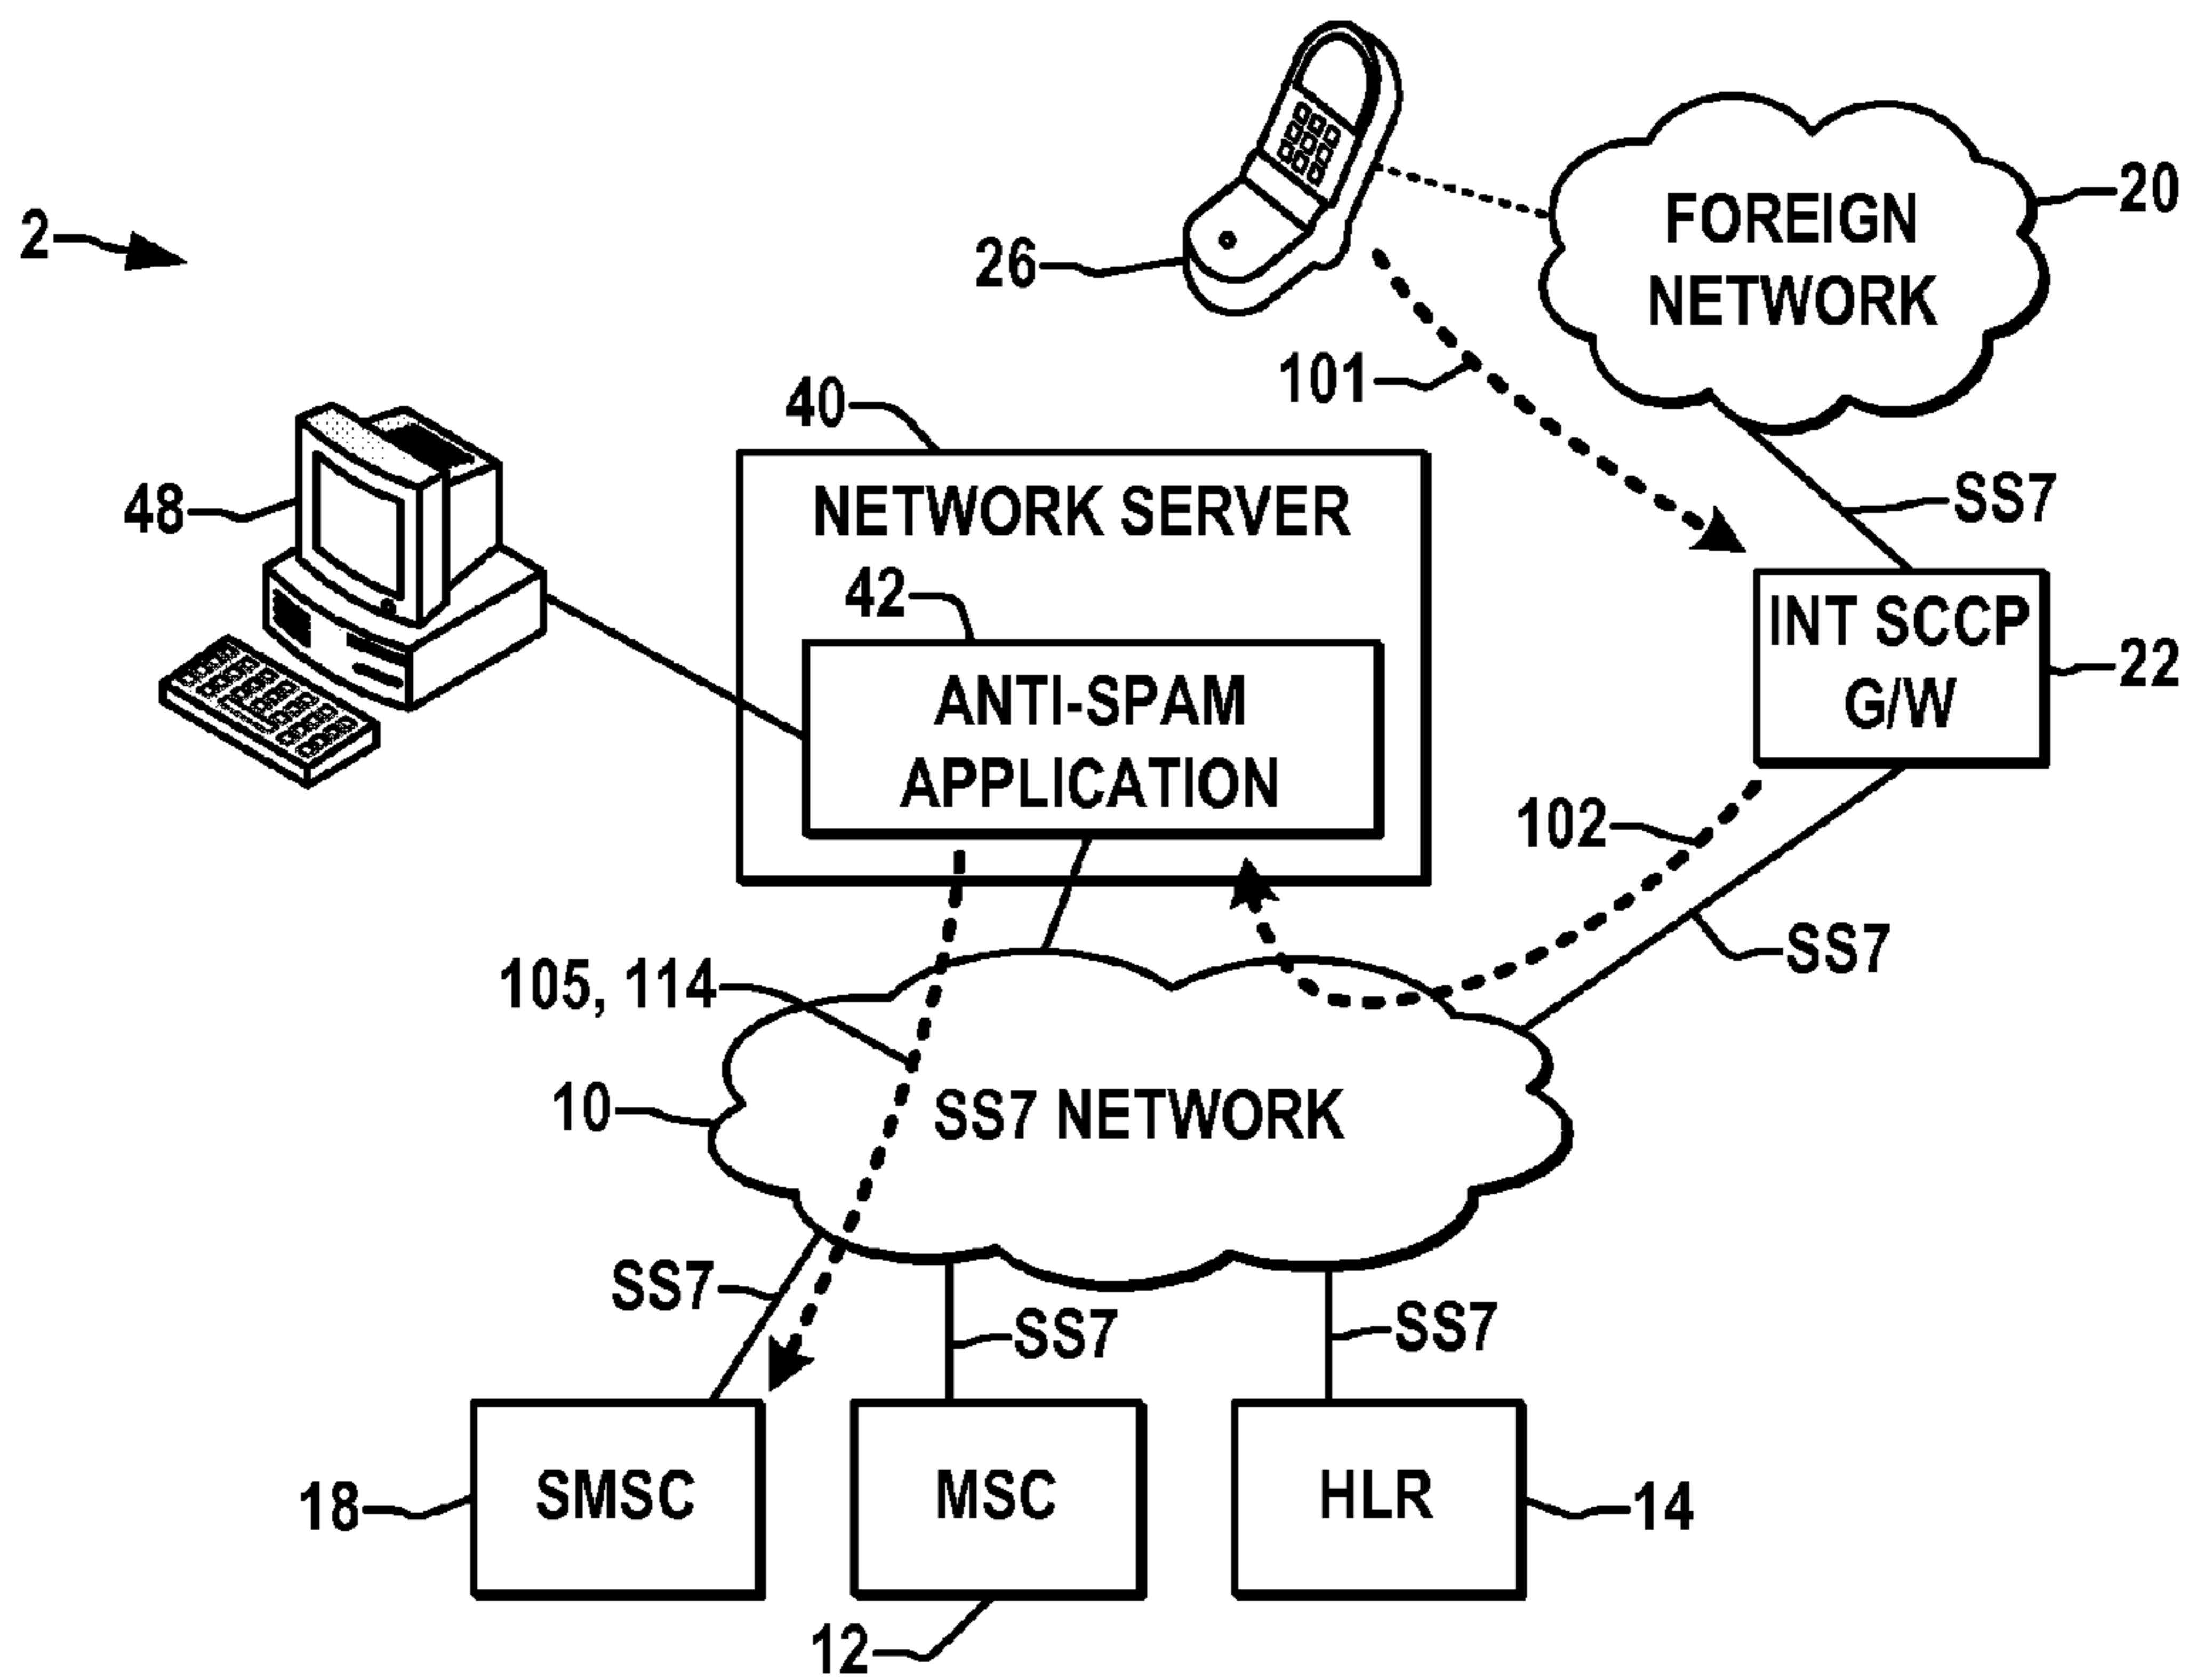 2
26
FOREIGN
NETWORK
20
101
40
48
NETWORK SERVER
SS7
42
INT SCCP
G/W
22
ANTI-SPAM
APPLICATION
102
SS7
105, 114
10
SS7 NETWORK
SS7
SS7
SS7
SMSC
MSC
HLR
18
14
12